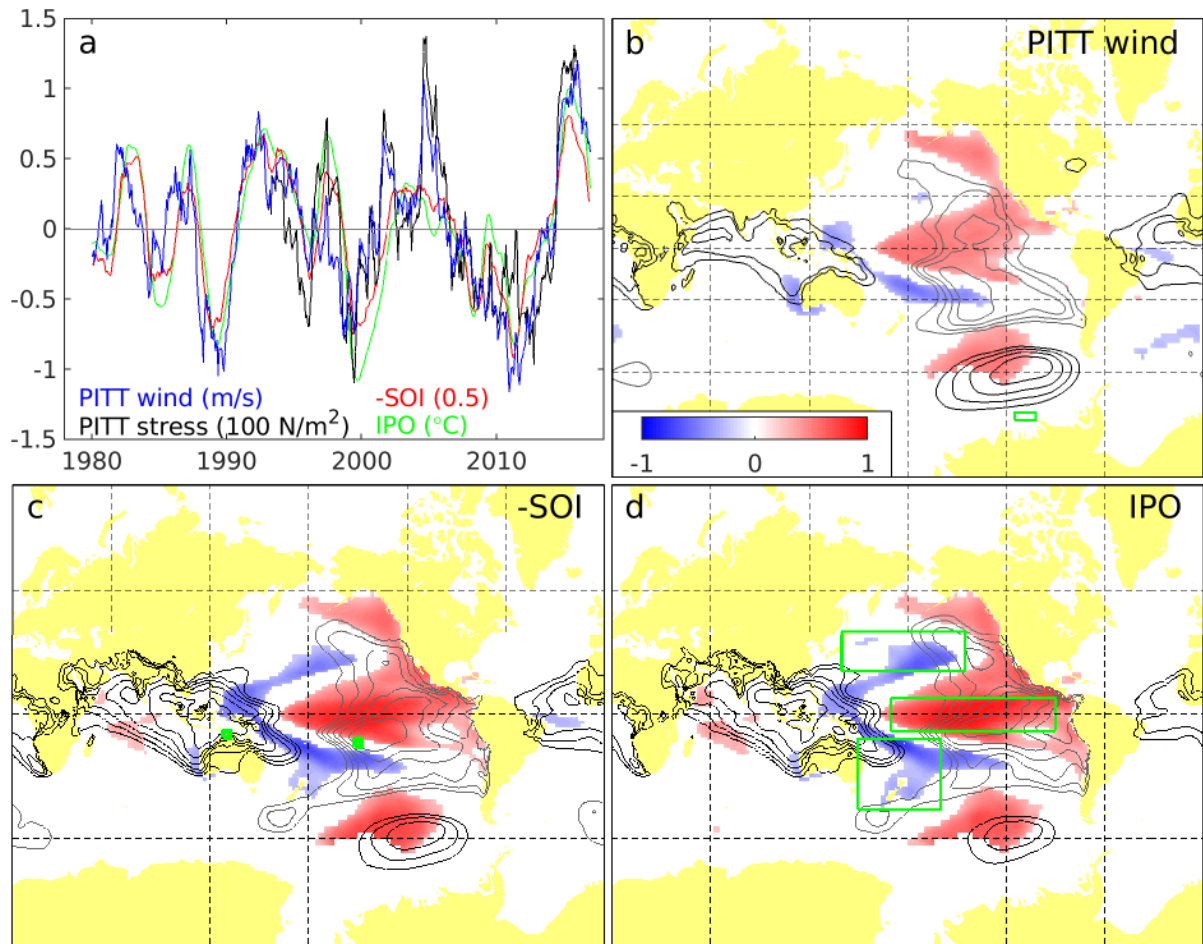 a
1.5
1
0.5
0
-0.5
-1
-1.5
PITT wind (m/s) -SOI (0.5)
PITT stress (100 N/m²) IPO (°C)
1980 1990 2000 2010
b PITT wind
-1 0 1
c -SOI
d IPO